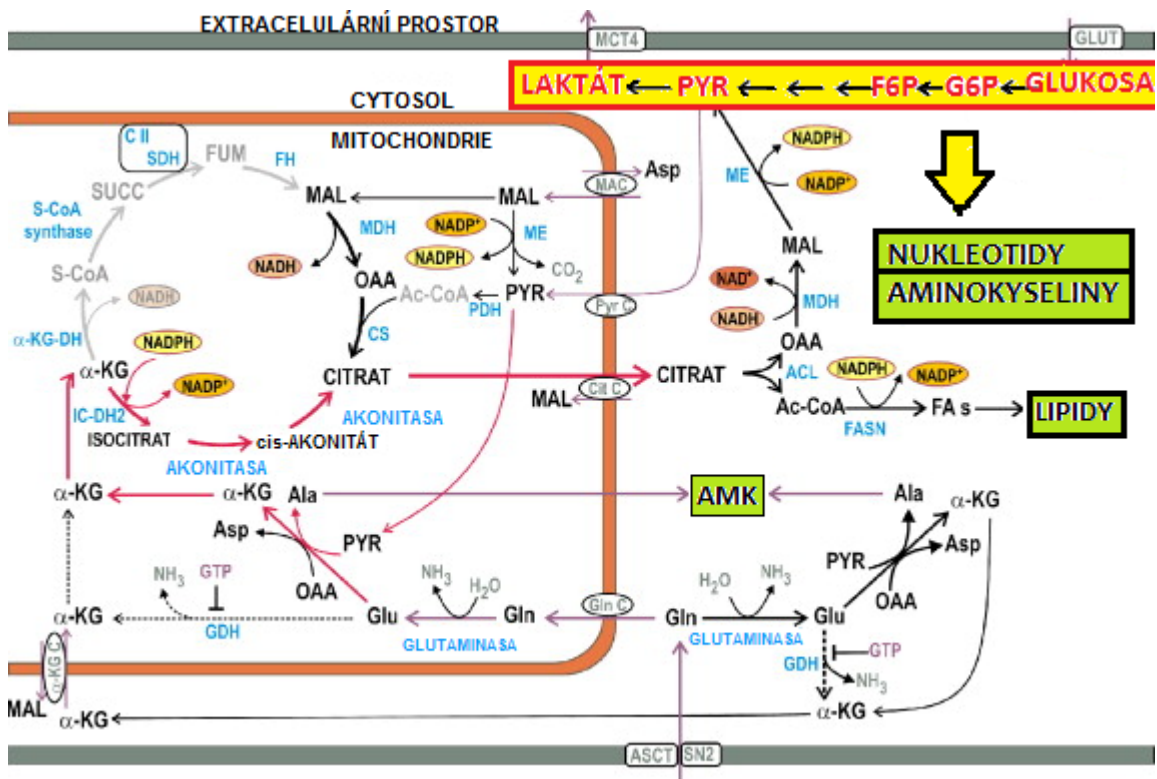 EXTRACELULÁRNÍ PROSTOR
MCT4
GLUT
LAKTÁT PYR F6P G6P GLUKOSA
CYTOSOL
MITOCHONDRIE
C II
SDH
FUM
FH
SUCC
MAL
MAL
MAC
Asp
ME
NADPH
NADP⁺
S-CoA
synthase
MDH
NADP⁺
ME
NADPH
CO₂
MAL
NUKLEOTIDY
AMINOKYSELINY
S-CoA
NADH
NADH
OAA
Ac-CoA
PDH
PYR
Pyr C
NAD⁺
NADH
MDH
α-KG-DH
NADPH
CS
OAA
α-KG
NADP⁺
CITRAT
Cit C
MAL
CITRAT
ACL
NADPH
NADP⁺
IC-DH2
ISOCITRAT
cis-AKONITÁT
AKONITASA
AKONITASA
Ac-CoA
FASN
FA s
LIPIDY
α-KG
α-KG
Ala
AMK
Ala
α-KG
Asp
PYR
OAA
PYR
Asp
OAA
NH₃
GTP
GDH
α-KG
Glu
NH₃
H₂O
Gln
GLUTAMINASA
Gln C
Gln
H₂O
NH₃
GLUTAMINASA
Glu
GDH
GTP
NH₃
α-KG C
MAL
α-KG
α-KG
ASCT
SN2